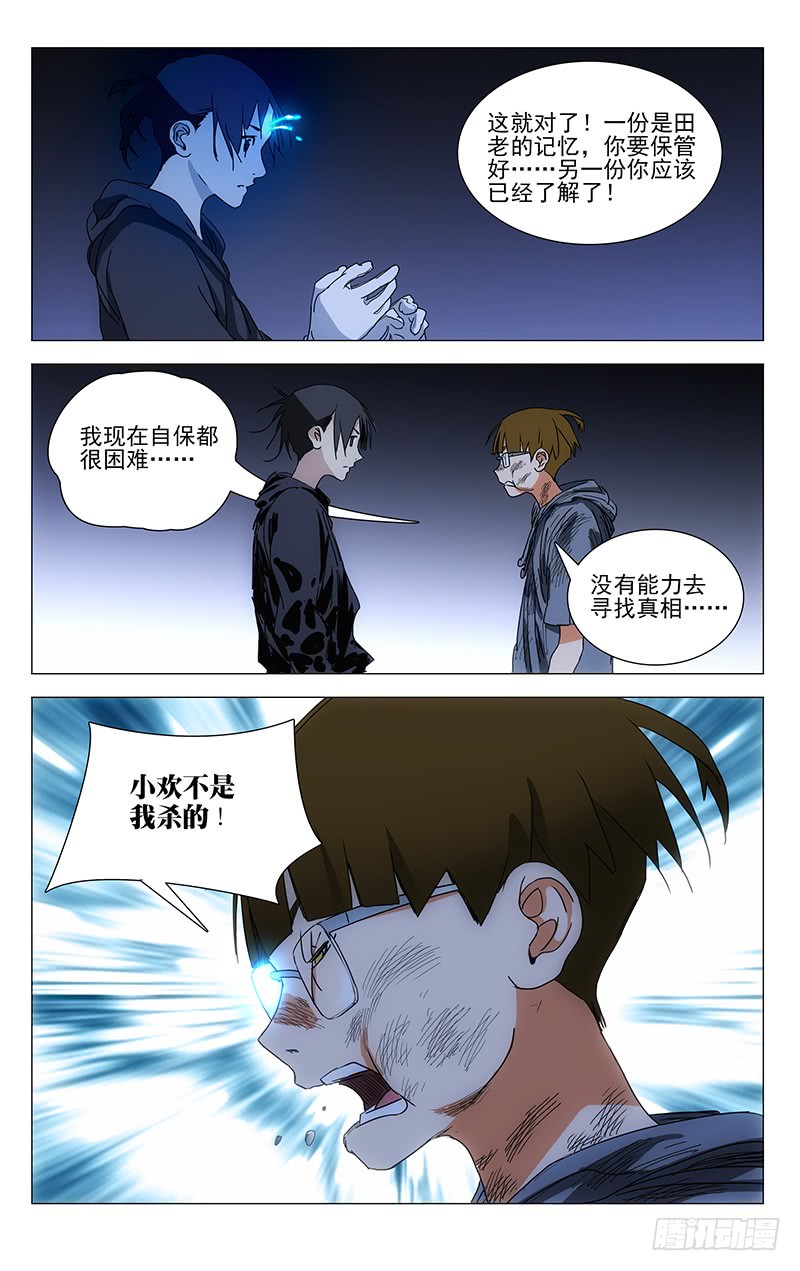 这就对了！一份是田
老的记忆，你要保管
好……另一份你应该
已经了解了！
我现在自保都
很困难……
没有能力去
寻找真相……
小欢不是
我杀的！
腾讯动漫